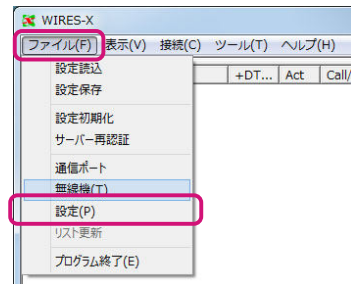 WIRES-X
ファイル(F) 表示(V) 接続(C) ツール(T) ヘルプ(H)
設定読込 +DT... Act Call/
設定保存
設定初期化
サーバー再認証
通信ポート
無線機(T)
設定(P)
リスト更新
プログラム終了(E)